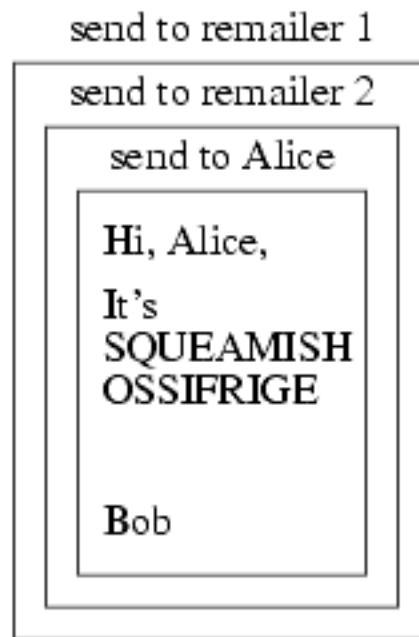 send to remailer 1
send to remailer 2
send to Alice
Hi, Alice,
It's
SQUEAMISH
OSSIFRIGE
Bob